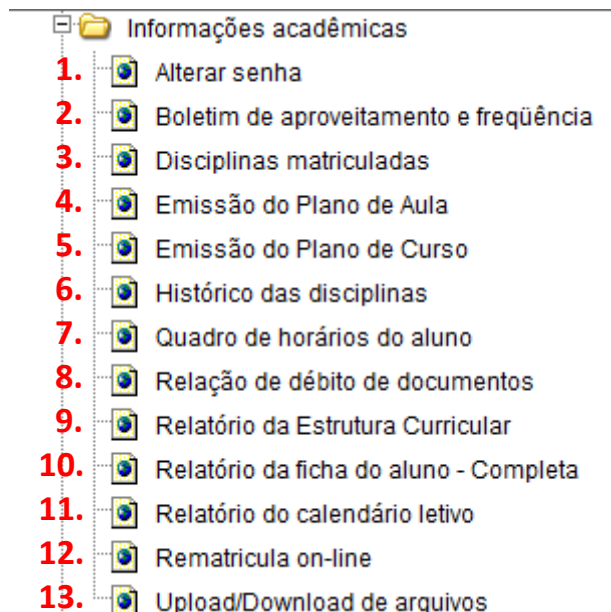 Informações acadêmicas
1. Alterar senha
2. Boletim de aproveitamento e freqüência
3. Disciplinas matriculadas
4. Emissão do Plano de Aula
5. Emissão do Plano de Curso
6. Histórico das disciplinas
7. Quadro de horários do aluno
8. Relação de débito de documentos
9. Relatório da Estrutura Curricular
10. Relatório da ficha do aluno - Completa
11. Relatório do calendário letivo
12. Rematricula on-line
13. Upload/Download de arquivos